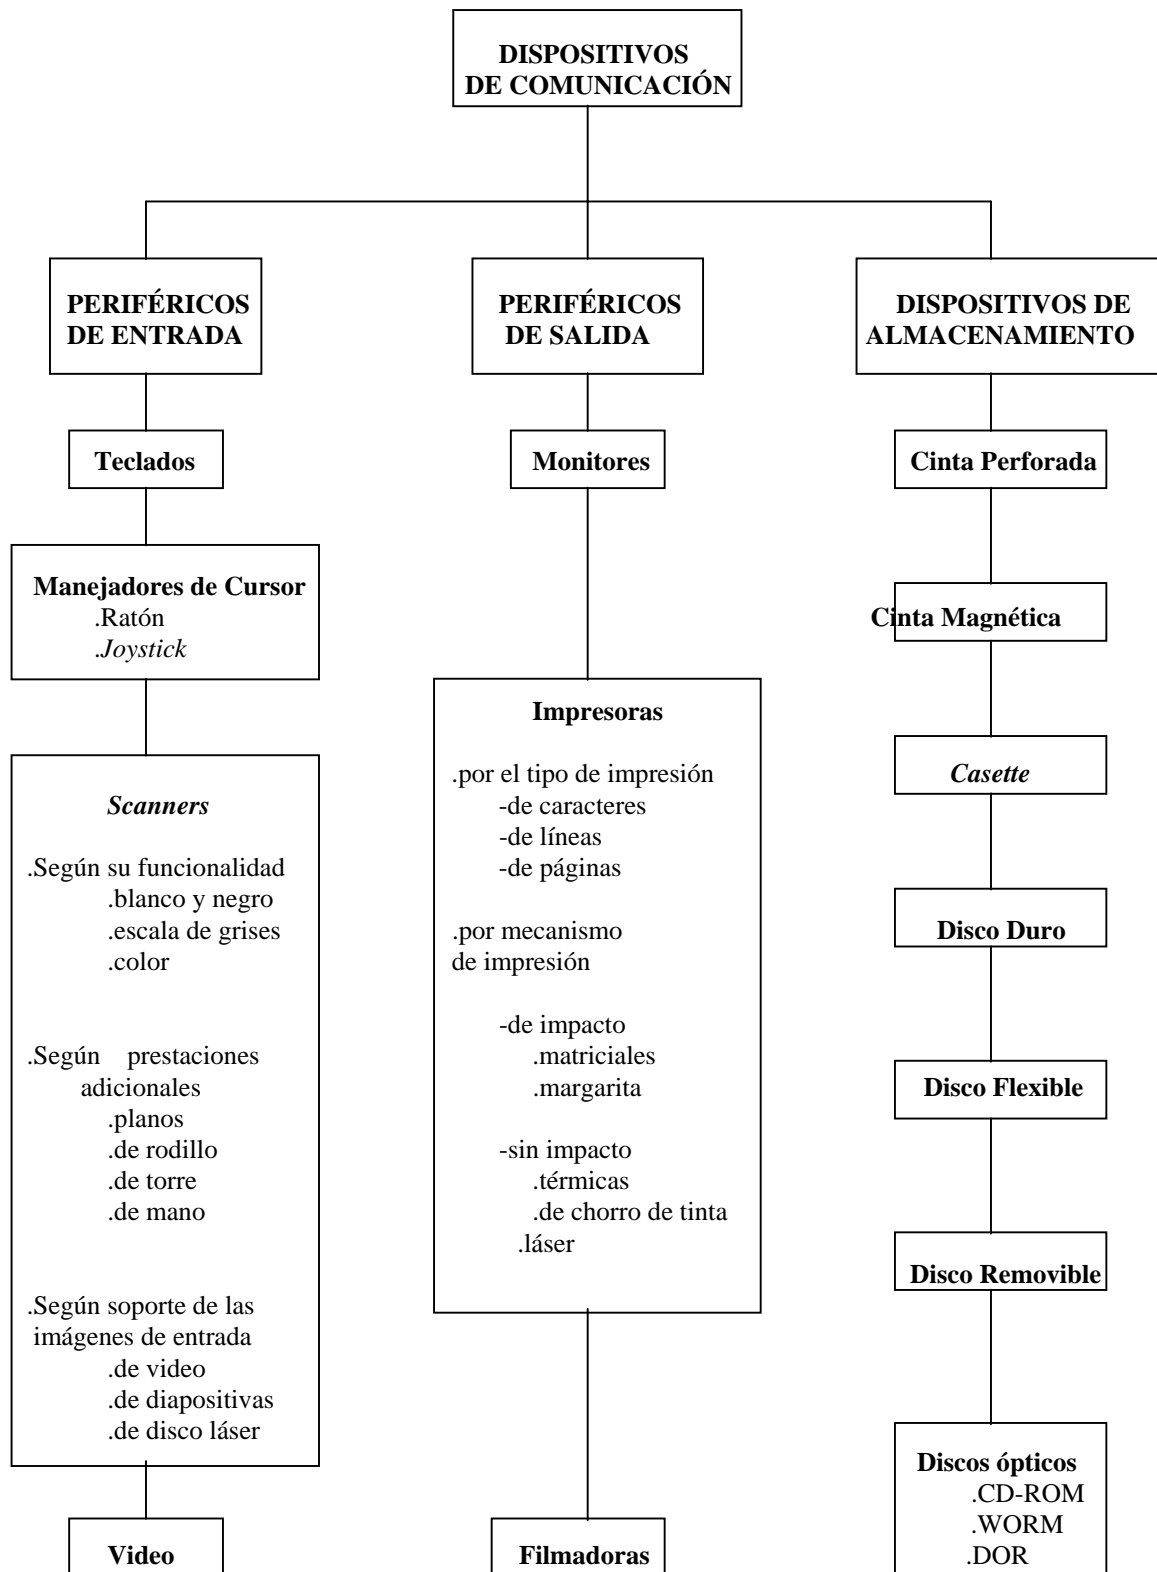 DISPOSITIVOS
DE COMUNICACIÓN
PERIFÉRICOS
DE ENTRADA
Teclados
Manejadores de Cursor
.Ratón
.Joystick
Scanners
.Según su funcionalidad
.blanco y negro
.escala de grises
.color
.Según prestaciones
adicionales
.planos
.de rodillo
.de torre
.de mano
.Según soporte de las
imágenes de entrada
.de video
.de diapositivas
.de disco láser
Video
PERIFÉRICOS
DE SALIDA
Monitores
Impresoras
.por el tipo de impresión
-de caracteres
-de líneas
-de páginas
.por mecanismo
de impresión
-de impacto
.matriciales
.margarita
-sin impacto
.térmicas
.de chorro de tinta
.láser
Filmadoras
DISPOSITIVOS DE
ALMACENAMIENTO
Cinta Perforada
Cinta Magnética
Casette
Disco Duro
Disco Flexible
Disco Removible
Discos ópticos
.CD-ROM
.WORM
.DOR